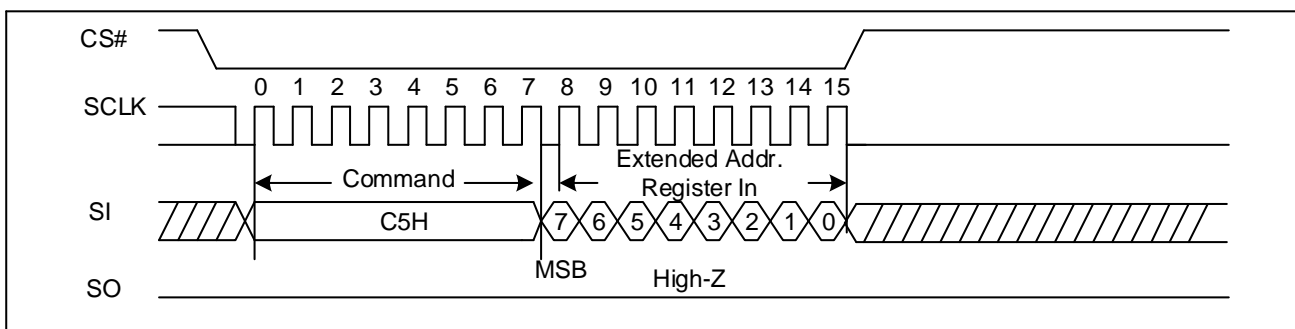 CS#
0 1 2 3 4 5 6 7 8 9 10 11 12 13 14 15
SCLK
Command
Extended Addr.
Register In
SI
C5H
7 6 5 4 3 2 1 0
MSB
High-Z
SO